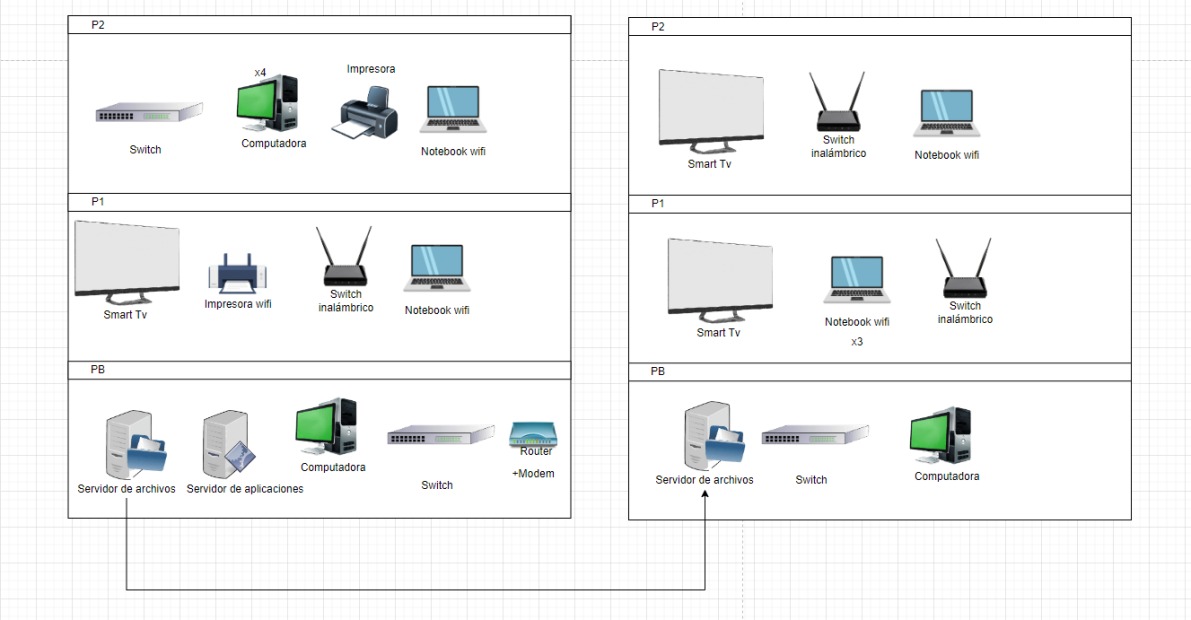 P2
x4
Impresora
Switch
Computadora
Notebook wifi
P1
Smart Tv
Impresora wifi
Switch
inalámbrico
Notebook wifi
PB
Servidor de archivos
Servidor de aplicaciones
Computadora
Switch
Router
+Modem
P2
Smart Tv
Switch
inalámbrico
Notebook wifi
P1
Smart Tv
Notebook wifi
x3
Switch
inalámbrico
PB
Servidor de archivos
Switch
Computadora